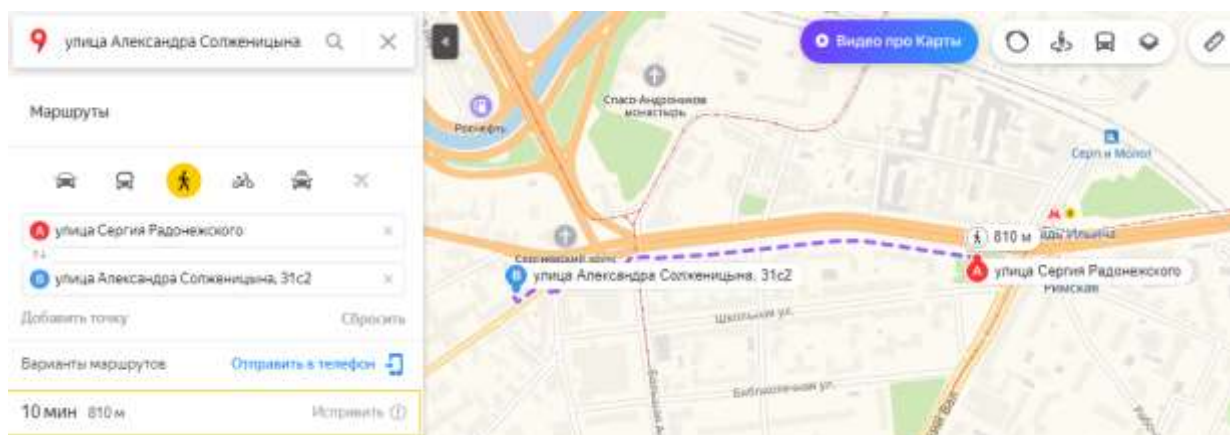 улица Александра Солженицына
Маршруты
улица Сергия Радонежского
улица Александра Солженицына, 31с2
Добавить точку
Сбросить
Варианты маршрутов
Отправить в телефон
10 мин 810 м
Исправить
Видео про Карты
Спасо-Андроников
монастырь
Роснефть
Серп и Молот
810 м
Ильича
улица Александра Солженицына, 31с2
улица Сергия Радонежского
Римская
Школьная ул.
Библиотечная ул.
Вал